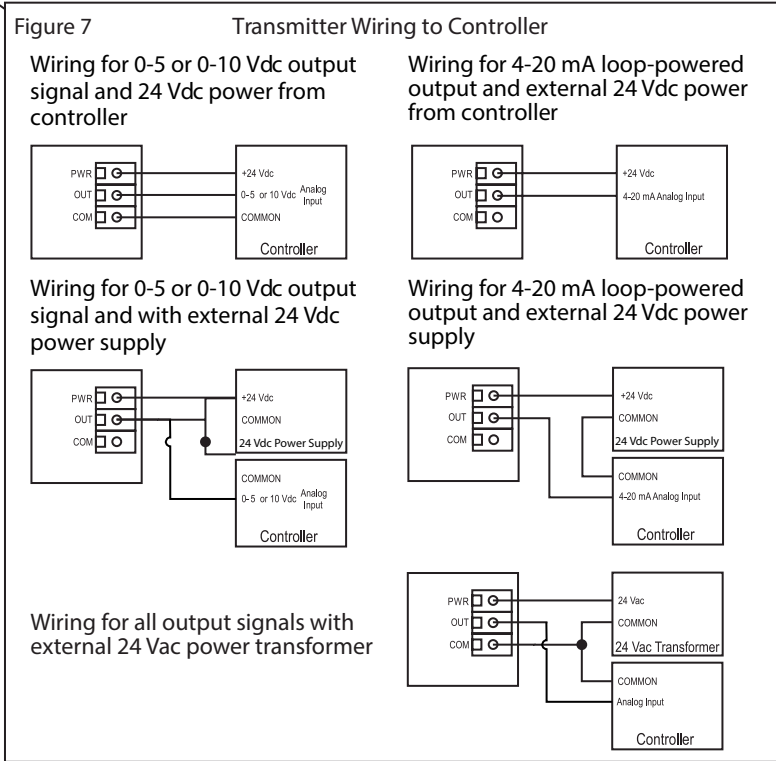 Figure 7 Transmitter Wiring to Controller
Wiring for 0-5 or 0-10 Vdc output
signal and 24 Vdc power from
controller
PWR
OUT
COM
+24 Vdc
0-5 or 10 Vdc Analog
Input
COMMON
Controller
Wiring for 4-20 mA loop-powered
output and external 24 Vdc power
from controller
PWR
OUT
COM
+24 Vdc
4-20 mA Analog Input
Controller
Wiring for 0-5 or 0-10 Vdc output
signal and with external 24 Vdc
power supply
PWR
OUT
COM
+24 Vdc
COMMON
24 Vdc Power Supply
COMMON
0-5 or 10 Vdc Analog
Input
Controller
Wiring for 4-20 mA loop-powered
output and external 24 Vdc power
supply
PWR
OUT
COM
+24 Vdc
COMMON
24 Vdc Power Supply
COMMON
4-20 mA Analog Input
Controller
Wiring for all output signals with
external 24 Vac power transformer
PWR
OUT
COM
24 Vac
COMMON
24 Vac Transformer
COMMON
Analog Input
Controller